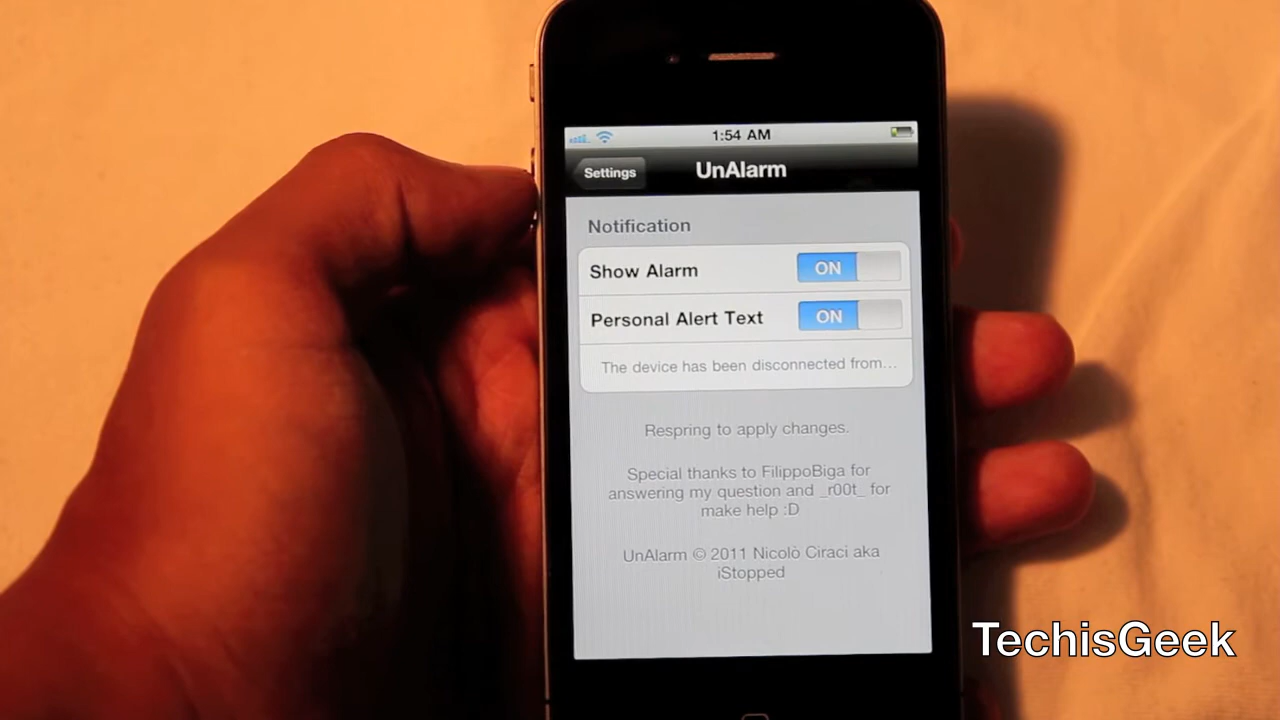 1:54 AM
Settings
UnAlarm
Notification
Show Alarm
ON
Personal Alert Text
ON
The device has been disconnected from...
Respring to apply changes.
Special thanks to FilippoBiga for
answering my question and _r00t_ for
make help :D
UnAlarm © 2011 Nicolò Ciraci aka
iStopped
TechisGeek